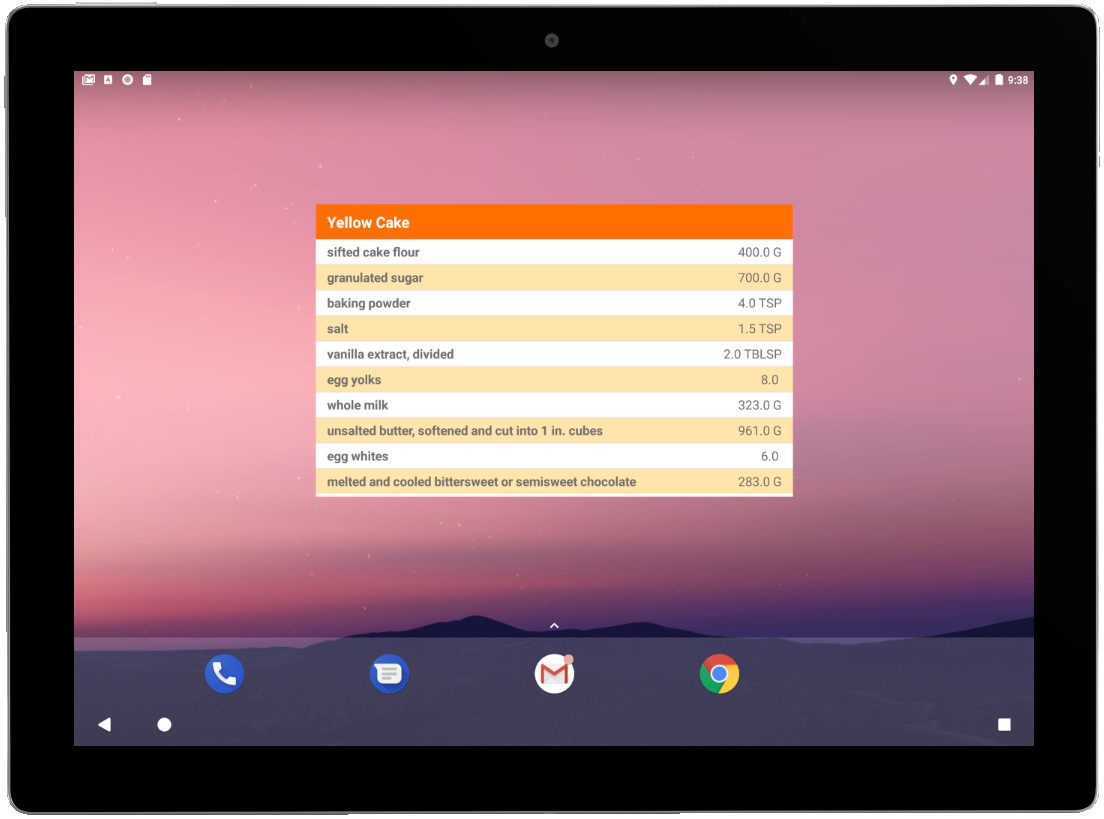 9:38
Yellow Cake
sifted cake flour 400.0 G
granulated sugar 700.0 G
baking powder 4.0 TSP
salt 1.5 TSP
vanilla extract, divided 2.0 TBLSP
egg yolks 8.0
whole milk 323.0 G
unsalted butter, softened and cut into 1 in. cubes 961.0 G
egg whites 6.0
melted and cooled bittersweet or semisweet chocolate 283.0 G